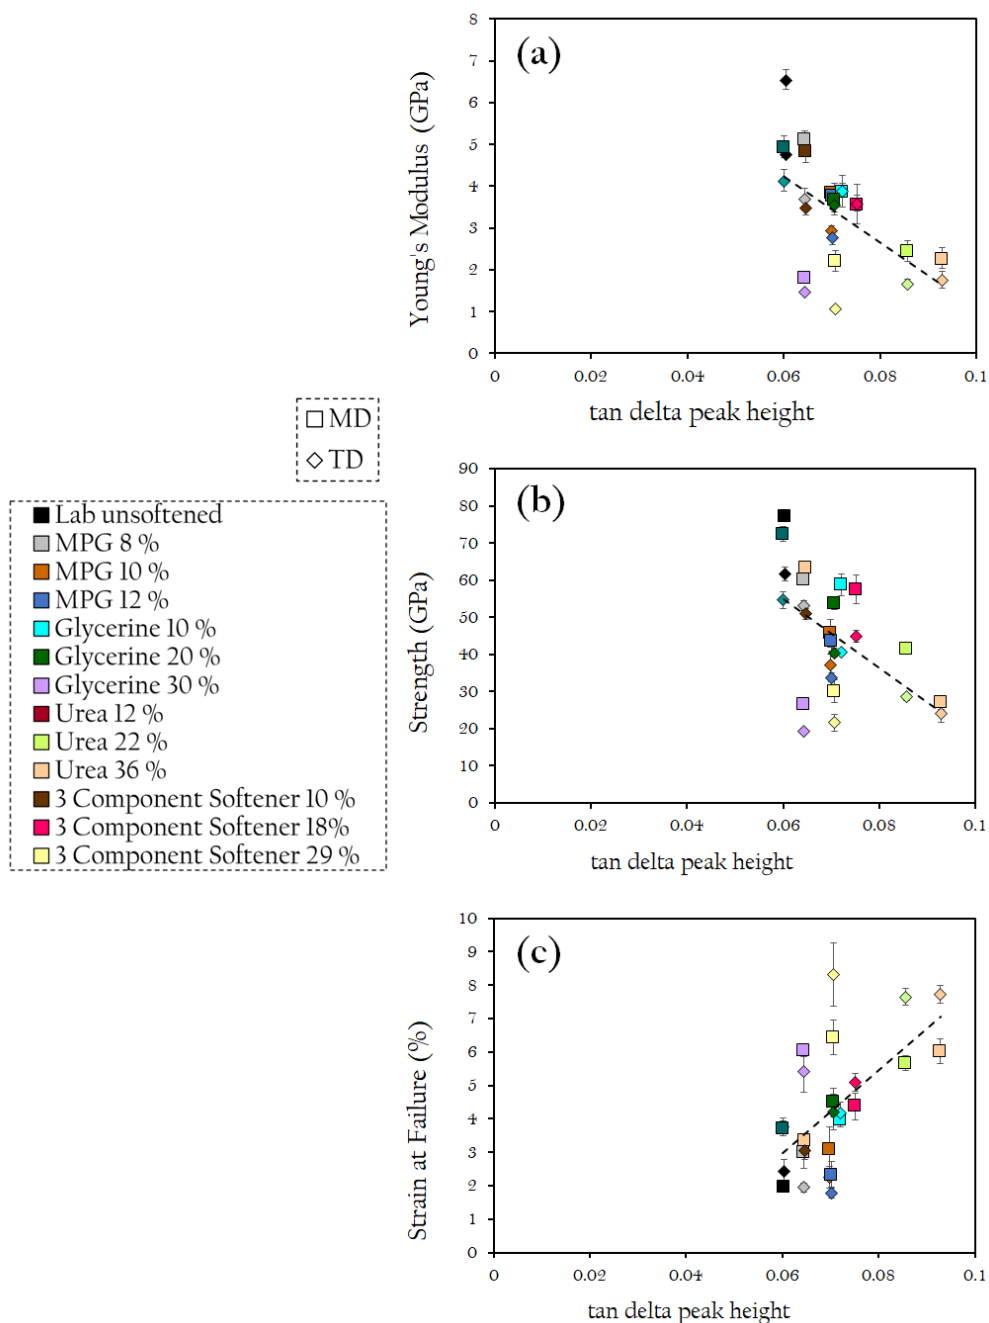 (a)
8
7
6
5
4
3
2
1
0
Young's Modulus (GPa)
0 0.02 0.04 0.06 0.08 0.1
tan delta peak height
MD
TD
Lab unsoftened
MPG 8 %
MPG 10 %
MPG 12 %
Glycerine 10 %
Glycerine 20 %
Glycerine 30 %
Urea 12 %
Urea 22 %
Urea 36 %
3 Component Softener 10 %
3 Component Softener 18%
3 Component Softener 29 %
(b)
90
80
70
60
50
40
30
20
10
0
Strength (GPa)
0 0.02 0.04 0.06 0.08 0.1
tan delta peak height
(c)
10
9
8
7
6
5
4
3
2
1
0
Strain at Failure (%)
0 0.02 0.04 0.06 0.08 0.1
tan delta peak height